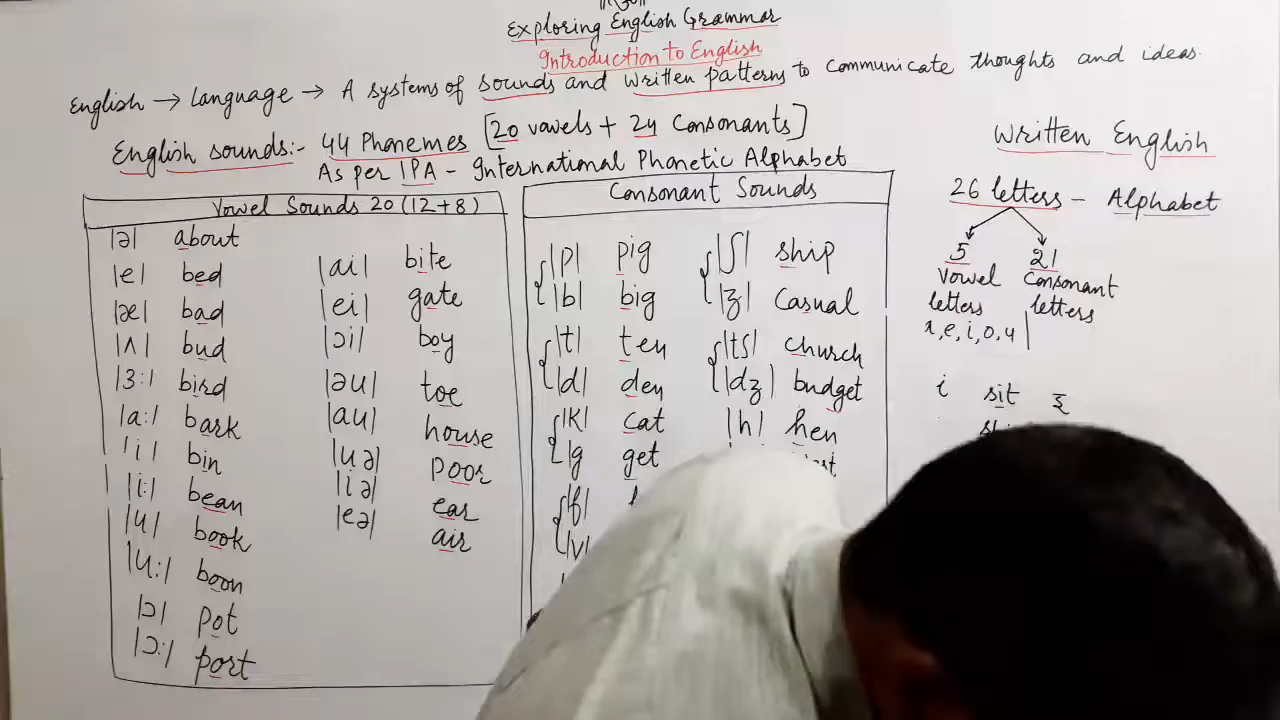 Exploring English Grammar
Introduction to English
English → Language → A systems of sounds and written patterns to communicate thoughts and ideas.
English sounds:- 44 Phonemes [20 vowels + 24 Consonants]
As per IPA - International Phonetic Alphabet
Vowel Sounds 20 (12+8)
|ə| about
|e| bed
|æ| bad
|ʌ| bud
|3:| bird
|a:| bark
|i| bin
|i:| bean
|u| book
|u:| boon
|ɔ| pot
|ɔ:| port
|ai| bite
|ei| gate
|ɔi| boy
|əu| toe
|au| house
|uə| poor
|iə| ear
|eə| air
Consonant Sounds
|p| pig
|b| big
|t| ten
|d| den
|k| cat
|g get
|f|
|v|
|ʃ| ship
|ʒ| casual
|tʃ| church
|dʒ| budget
|h| hen
Written English
26 letters - Alphabet
5 21
vowel consonant
letters letters
e, i, o, u
i sit